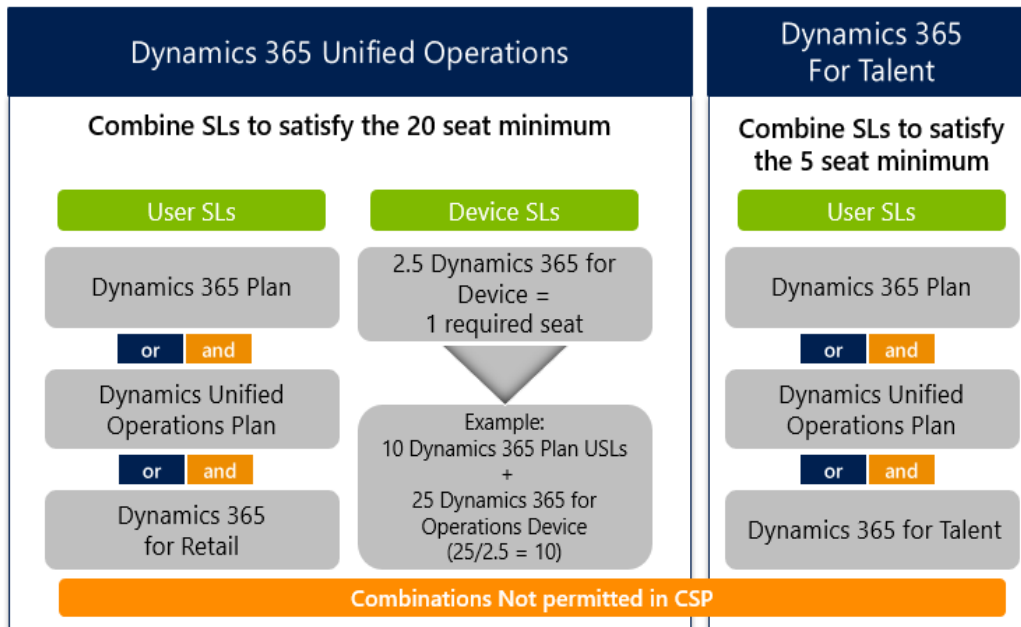 Dynamics 365 Unified Operations
Combine SLs to satisfy the 20 seat minimum
User SLs
Dynamics 365 Plan
or and
Dynamics Unified
Operations Plan
or and
Dynamics 365
for Retail
Device SLs
2.5 Dynamics 365 for
Device =
1 required seat
Example:
10 Dynamics 365 Plan USLs
+
25 Dynamics 365 for
Operations Device
(25/2.5 = 10)
Dynamics 365
For Talent
Combine SLs to satisfy
the 5 seat minimum
User SLs
Dynamics 365 Plan
or and
Dynamics Unified
Operations Plan
or and
Dynamics 365 for Talent
Combinations Not permitted in CSP